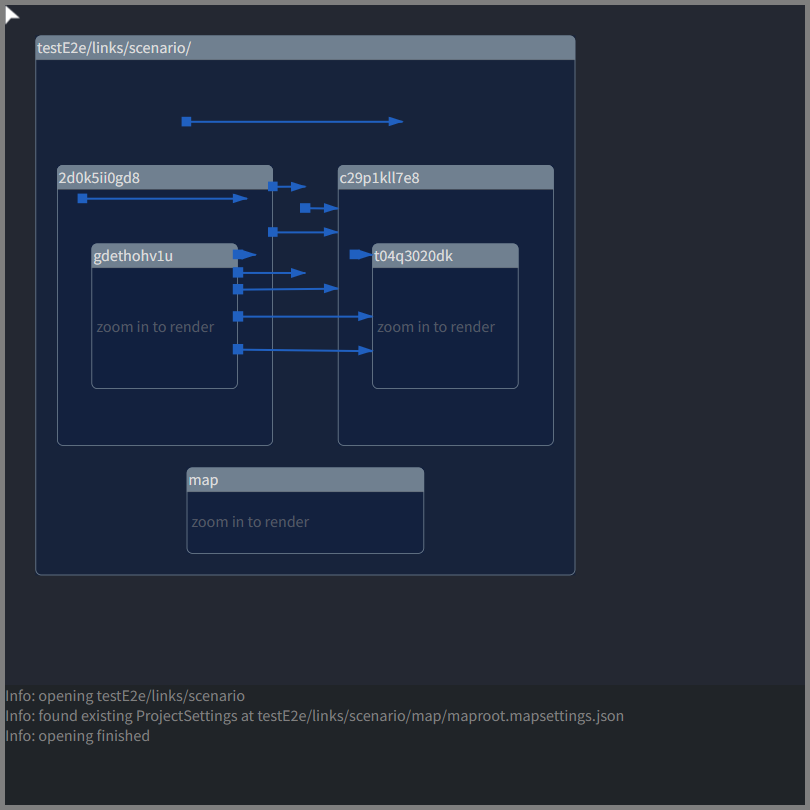 testE2e/links/scenario/
2d0k5ii0gd8
c29p1kll7e8
gdethohv1u
t04q3020dk
zoom in to render
zoom in to render
map
zoom in to render
Info: opening testE2e/links/scenario
Info: found existing ProjectSettings at testE2e/links/scenario/map/maproot.mapsettings.json
Info: opening finished